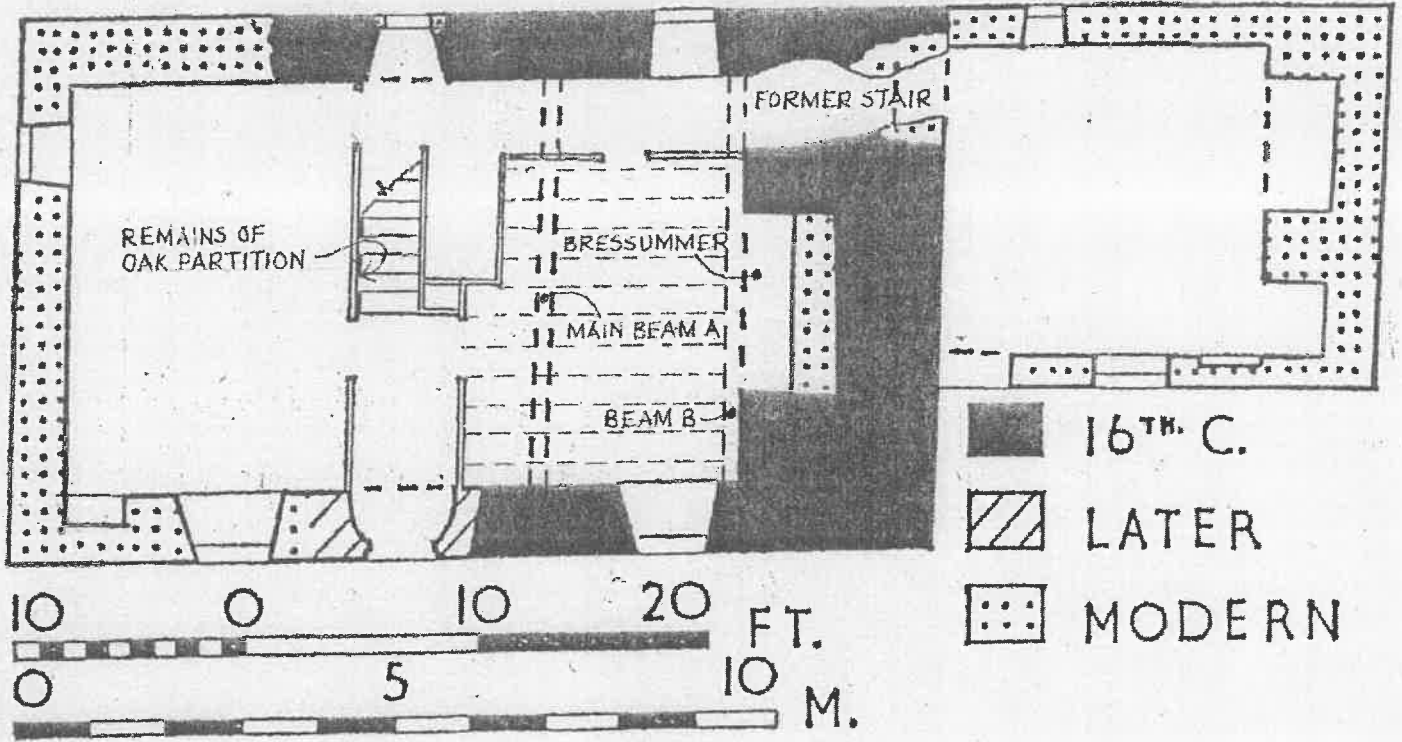 FORMER STAIR
REMAINS OF
OAK PARTITION
BRESSUMMER
MAIN BEAM A
BEAM B
16TH. C.
LATER
MODERN
10 0 10 20 FT.
0 5 10 M.